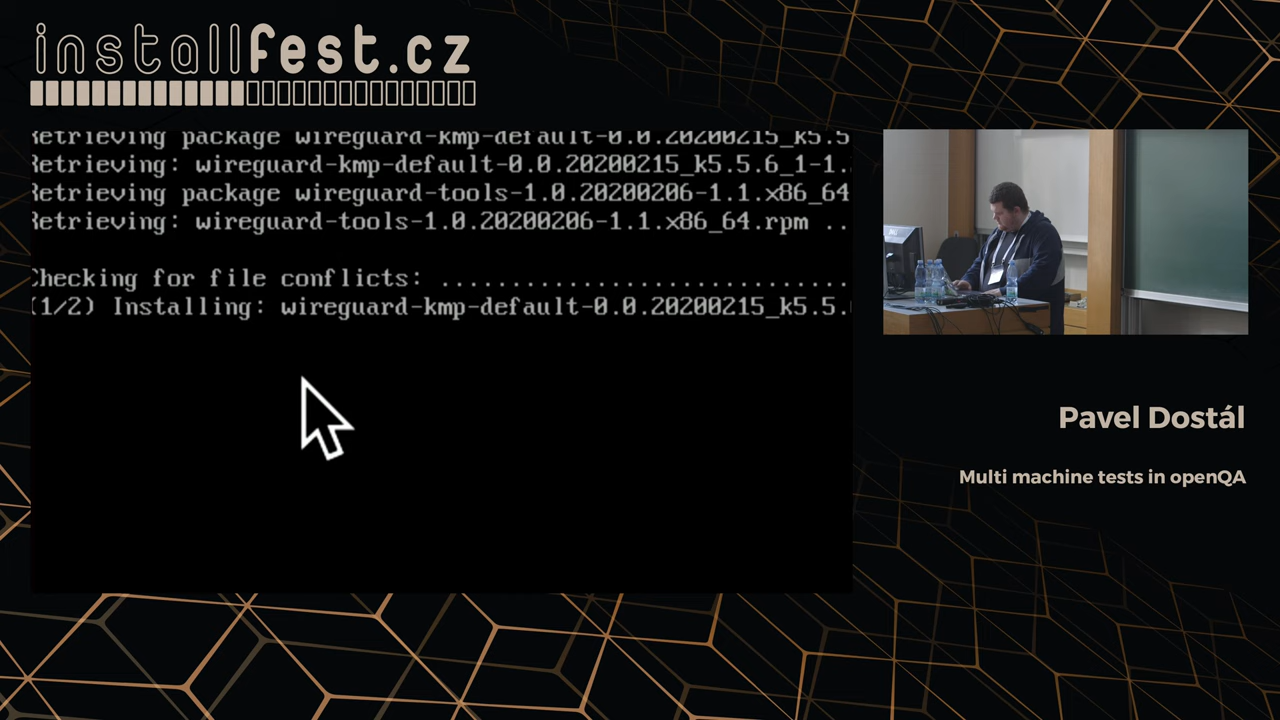 installfest.cz
Retrieving package wireguard-kmp-default-0.0.20200215_k5.5
Retrieving: wireguard-kmp-default-0.0.20200215_k5.5.6_1-1.
Retrieving package wireguard-tools-1.0.20200206-1.1.x86_64
Retrieving: wireguard-tools-1.0.20200206-1.1.x86_64.rpm ..
Checking for file conflicts: .............................
(1/2) Installing: wireguard-kmp-default-0.0.20200215_k5.5.
Pavel Dostál
Multi machine tests in openQA